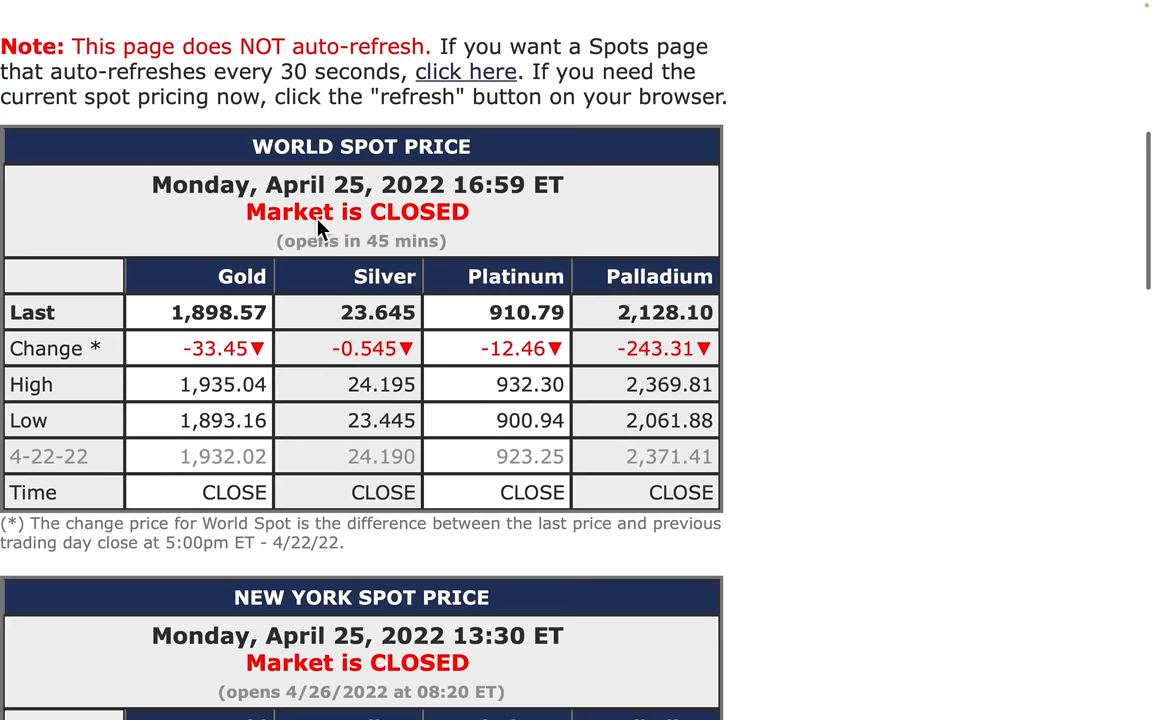 Note: This page does NOT auto-refresh. If you want a Spots page
that auto-refreshes every 30 seconds, click here. If you need the
current spot pricing now, click the "refresh" button on your browser.
WORLD SPOT PRICE
Monday, April 25, 2022 16:59 ET
Market is CLOSED
(opens in 45 mins)
Gold Silver Platinum Palladium
Last 1,898.57 23.645 910.79 2,128.10
Change * -33.45▼ -0.545▼ -12.46▼ -243.31▼
High 1,935.04 24.195 932.30 2,369.81
Low 1,893.16 23.445 900.94 2,061.88
4-22-22 1,932.02 24.190 923.25 2,371.41
Time CLOSE CLOSE CLOSE CLOSE
(*) The change price for World Spot is the difference between the last price and previous
trading day close at 5:00pm ET - 4/22/22.
NEW YORK SPOT PRICE
Monday, April 25, 2022 13:30 ET
Market is CLOSED
(opens 4/26/2022 at 08:20 ET)